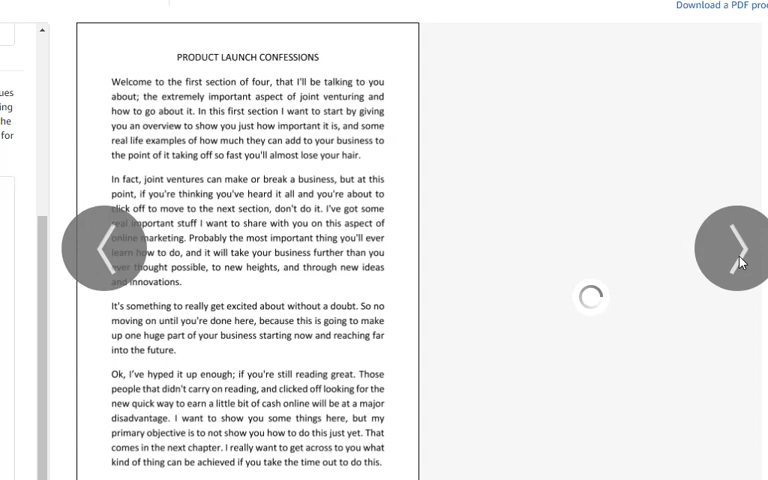 Download a PDF
ues
ing
he
for
PRODUCT LAUNCH CONFESSIONS
Welcome to the first section of four, that I'll be talking to you
about; the extremely important aspect of joint venturing and
how to go about it. In this first section I want to start by giving
you an overview to show you just how important it is, and some
real life examples of how much they can add to your business to
the point of it taking off so fast you'll almost lose your hair.
In fact, joint ventures can make or break a business, but at this
point, if you're thinking you've heard it all and you're about to
click off to move to the next section, don't do it. I've got some
real important stuff I want to share with you on this aspect of
online marketing. Probably the most important thing you'll ever
learn how to do, and it will take your business further than you
ever thought possible, to new heights, and through new ideas
and innovations.
It's something to really get excited about without a doubt. So no
moving on until you're done here, because this is going to make
up one huge part of your business starting now and reaching far
into the future.
Ok, I've hyped it up enough; if you're still reading great. Those
people that didn't carry on reading, and clicked off looking for the
new quick way to earn a little bit of cash online will be at a major
disadvantage. I want to show you some things here, but my
primary objective is to not show you how to do this just yet. That
comes in the next chapter. I really want to get across to you what
kind of thing can be achieved if you take the time out to do this.